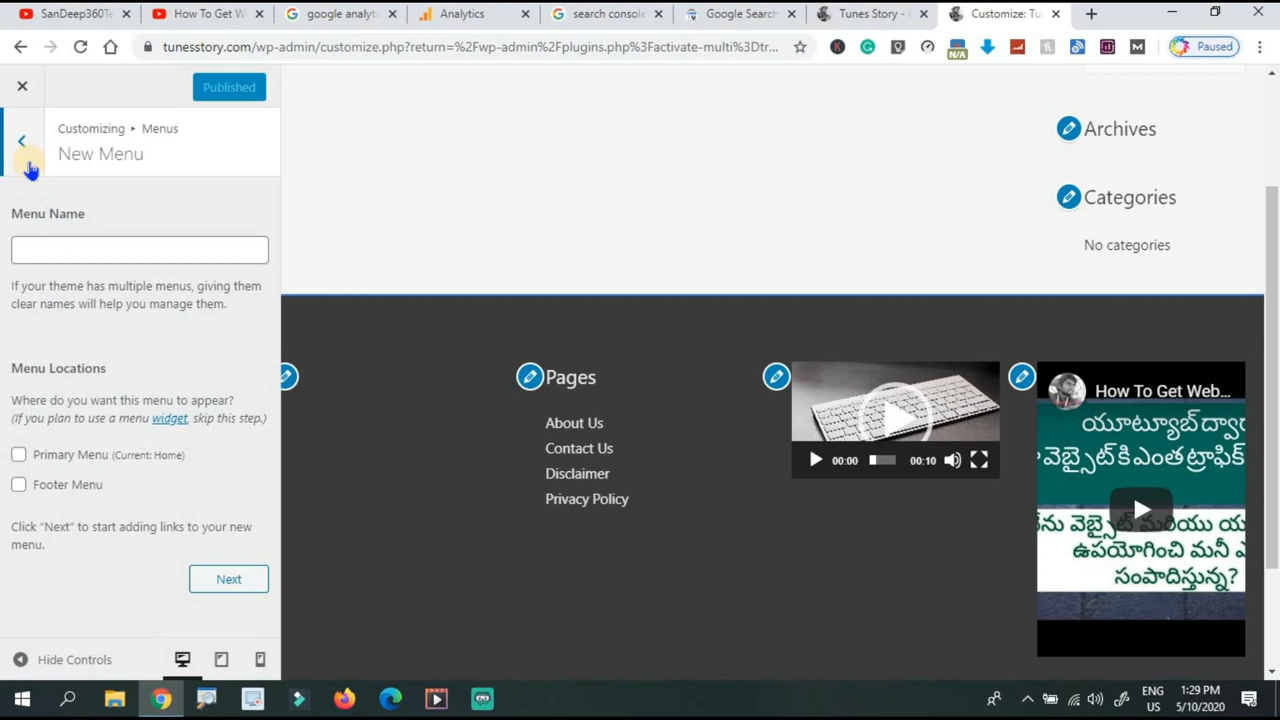 SanDeep360Te
How To Get W
google analyt
Analytics
search console
Google Search
Tunes Story -
Customize: Tu
tunesstory.com/wp-admin/customize.php?return=%2Fwp-admin%2Fplugins.php%3Factivate-multi%3Dtr...
N/A
Paused
Published
Customizing ▸ Menus
New Menu
Menu Name
If your theme has multiple menus, giving them
clear names will help you manage them.
Menu Locations
Where do you want this menu to appear?
(If you plan to use a menu widget, skip this step.)
Primary Menu (Current: Home)
Footer Menu
Click “Next” to start adding links to your new
menu.
Next
Hide Controls
Archives
Categories
No categories
Pages
About Us
Contact Us
Disclaimer
Privacy Policy
00:00
00:10
How To Get Web...
యూట్యూబ్ ద్వార
వెబ్సైట్ కి ఎంత ట్రాఫిక్
నేను వెబ్సైట్ మరియు యు
ఉపయోగించి మనీ ఎ
సంపాదిస్తున్న?
ENG
US
1:29 PM
5/10/2020